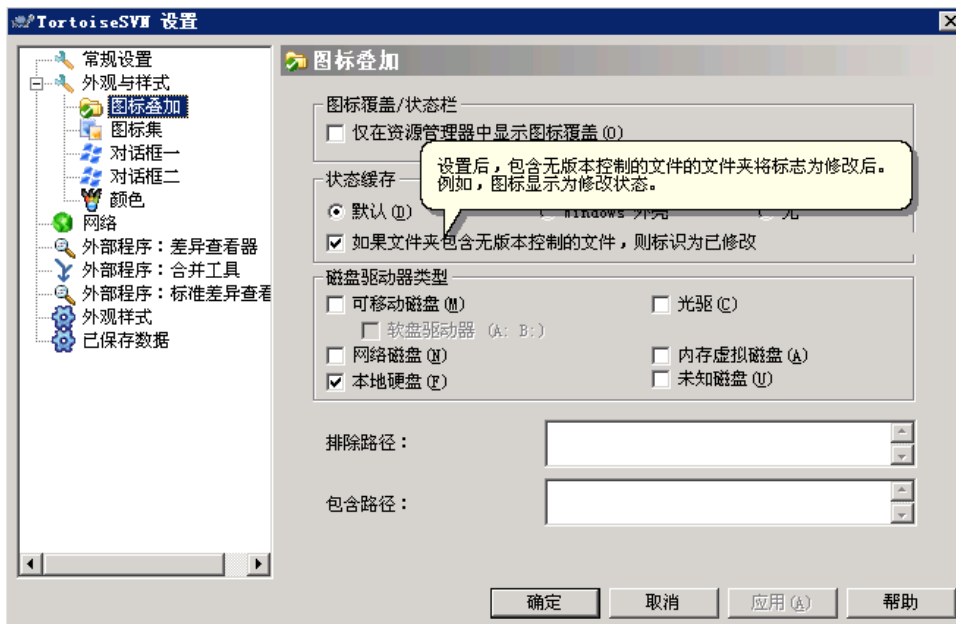 TortoiseSVN 设置
常规设置
外观与样式
图标叠加
图标集
对话框一
对话框二
颜色
网络
外部程序：差异查看器
外部程序：合并工具
外部程序：标准差异查看
外观样式
已保存数据
图标叠加
图标覆盖/状态栏
仅在资源管理器中显示图标覆盖(O)
设置后，包含无版本控制的文件的文件夹将标志为修改后。
例如，图标显示为修改状态。
状态缓存
默认(D) Windows 外壳 无
如果文件夹包含无版本控制的文件，则标识为已修改
磁盘驱动器类型
可移动磁盘(M) 光驱(C)
软盘驱动器 (A: B:)
网络磁盘(N) 内存虚拟磁盘(A)
本地硬盘(F) 未知磁盘(U)
排除路径：
包含路径：
确定 取消 应用(A) 帮助